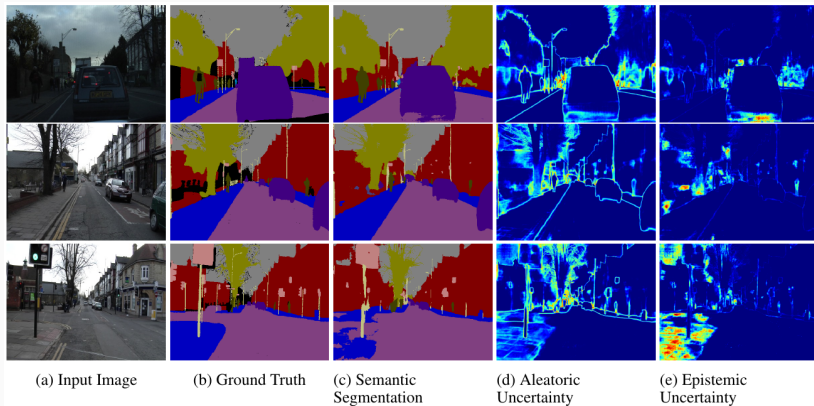 (a) Input Image
(b) Ground Truth
(c) Semantic
Segmentation
(d) Aleatoric
Uncertainty
(e) Epistemic
Uncertainty